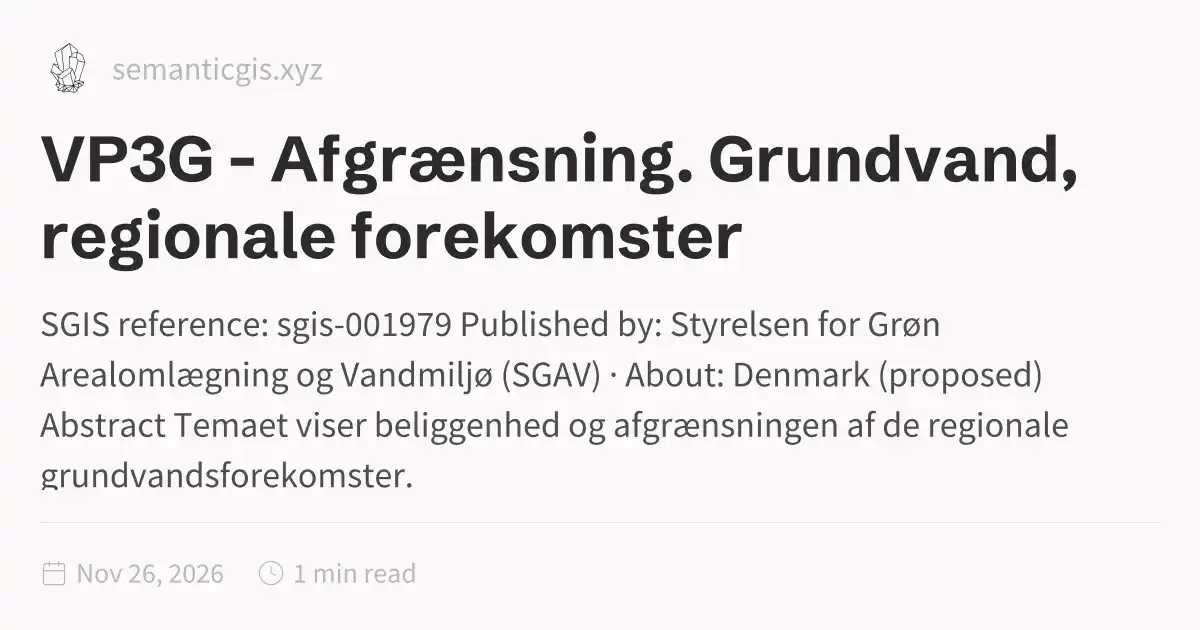 semanticgis.xyz
VP3G - Afgrænsning. Grundvand,
regionale forekomster
SGIS reference: sgis-001979 Published by: Styrelsen for Grøn
Arealomlægning og Vandmiljø (SGAV) · About: Denmark (proposed)
Abstract Temaet viser beliggenhed og afgrænsningen af de regionale
grundvandsforekomster.
Nov 26, 2026 1 min read